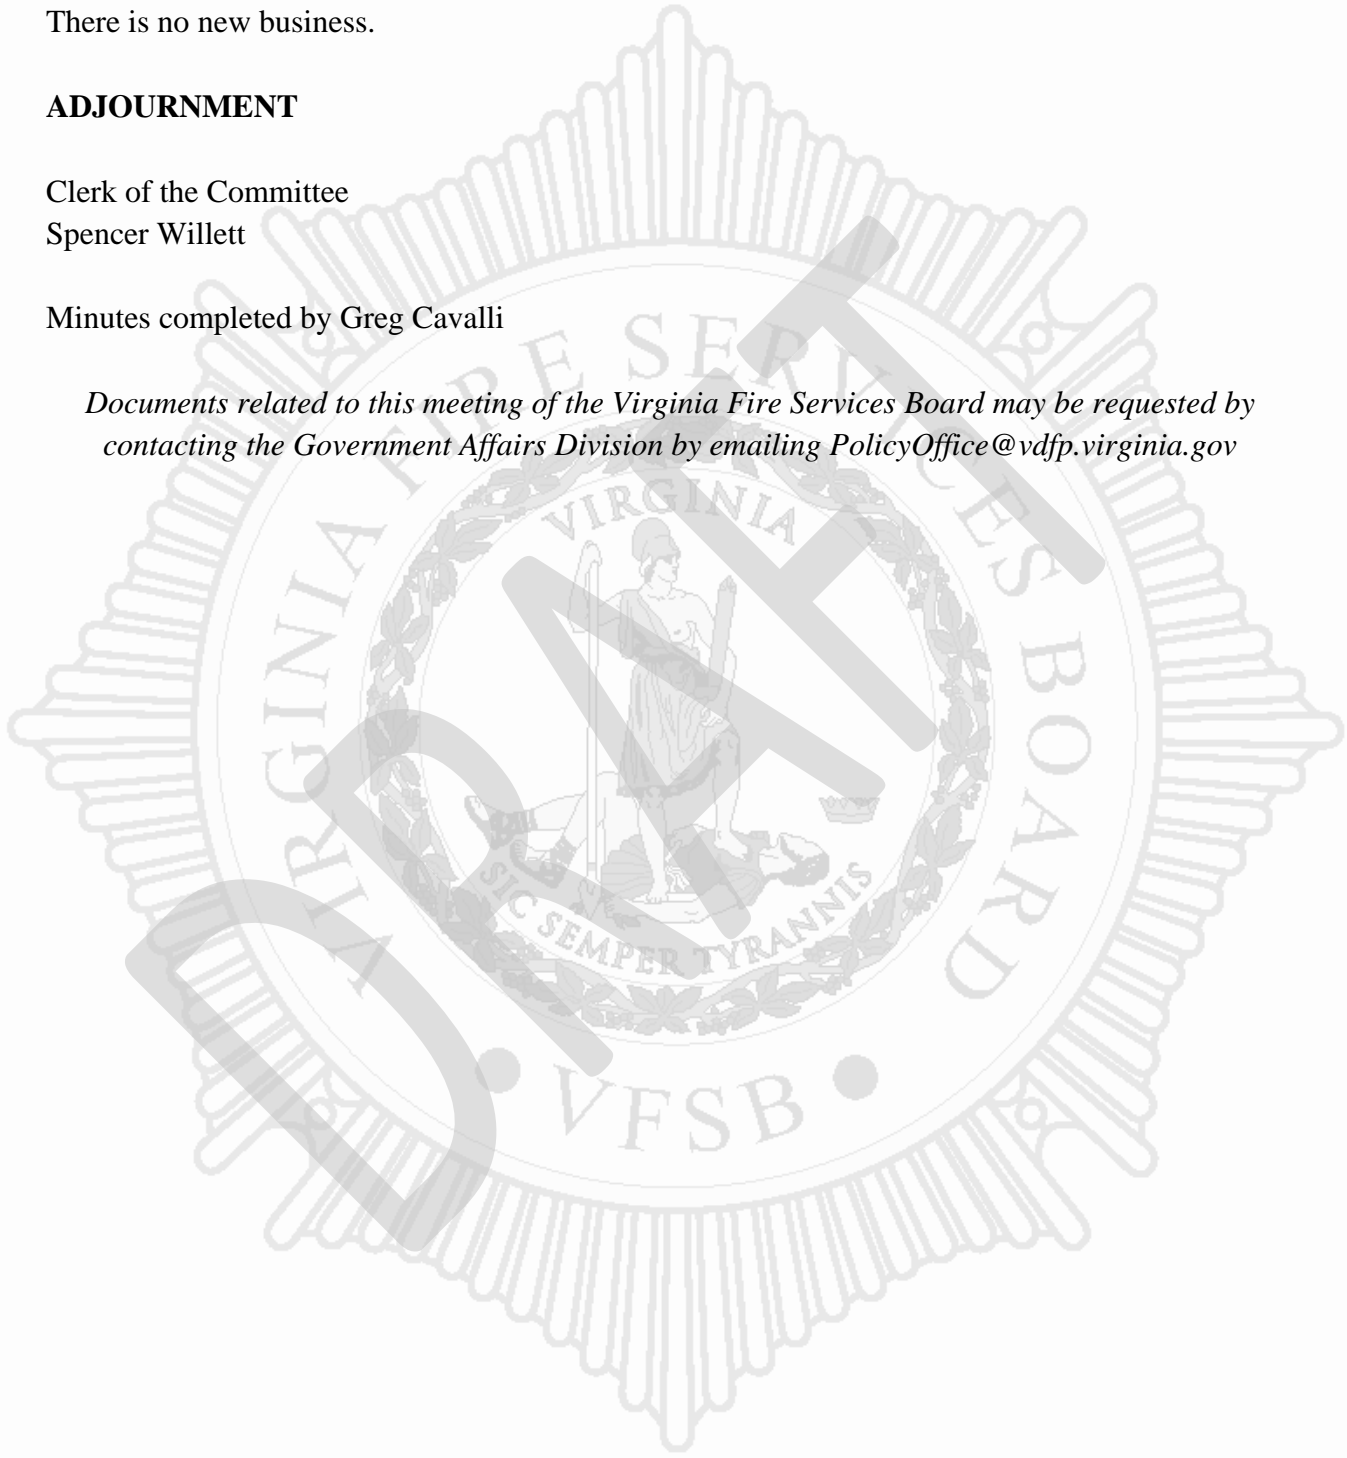 There is no new business.
ADJOURNMENT
Clerk of the Committee
Spencer Willett
Minutes completed by Greg Cavalli
Documents related to this meeting of the Virginia Fire Services Board may be requested by
contacting the Government Affairs Division by emailing PolicyOffice@vdfp.virginia.gov
VIRGINIA FIRE SERVICES BOARD
VIRGINIA
SIC SEMPER TYRANNIS
• VFSB •
DRAFT